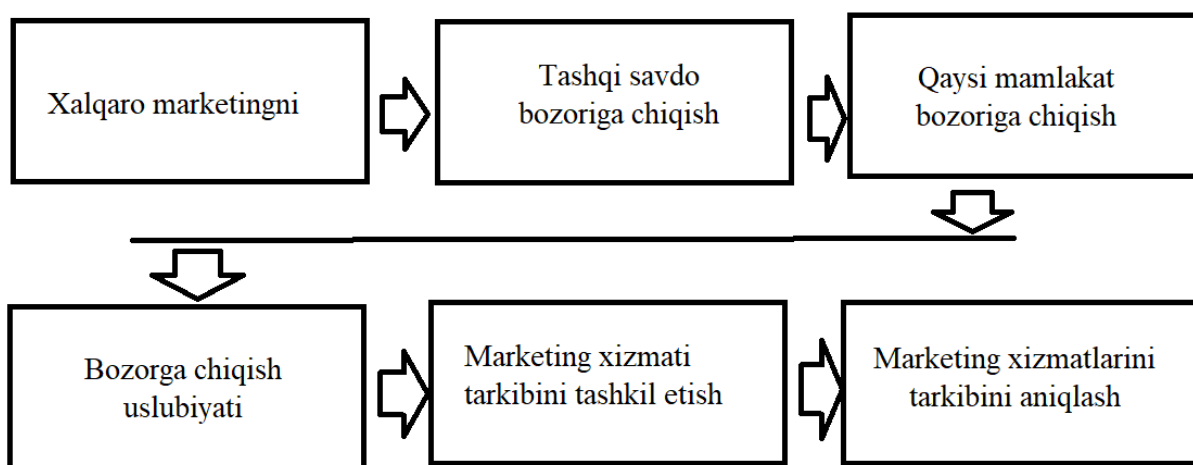 Xalqaro marketingni
Tashqi savdo
bozoriga chiqish
Qaysi mamlakat
bozoriga chiqish
Bozorga chiqish
uslubiyati
Marketing xizmati
tarkibini tashkil etish
Marketing xizmatlarini
tarkibini aniqlash